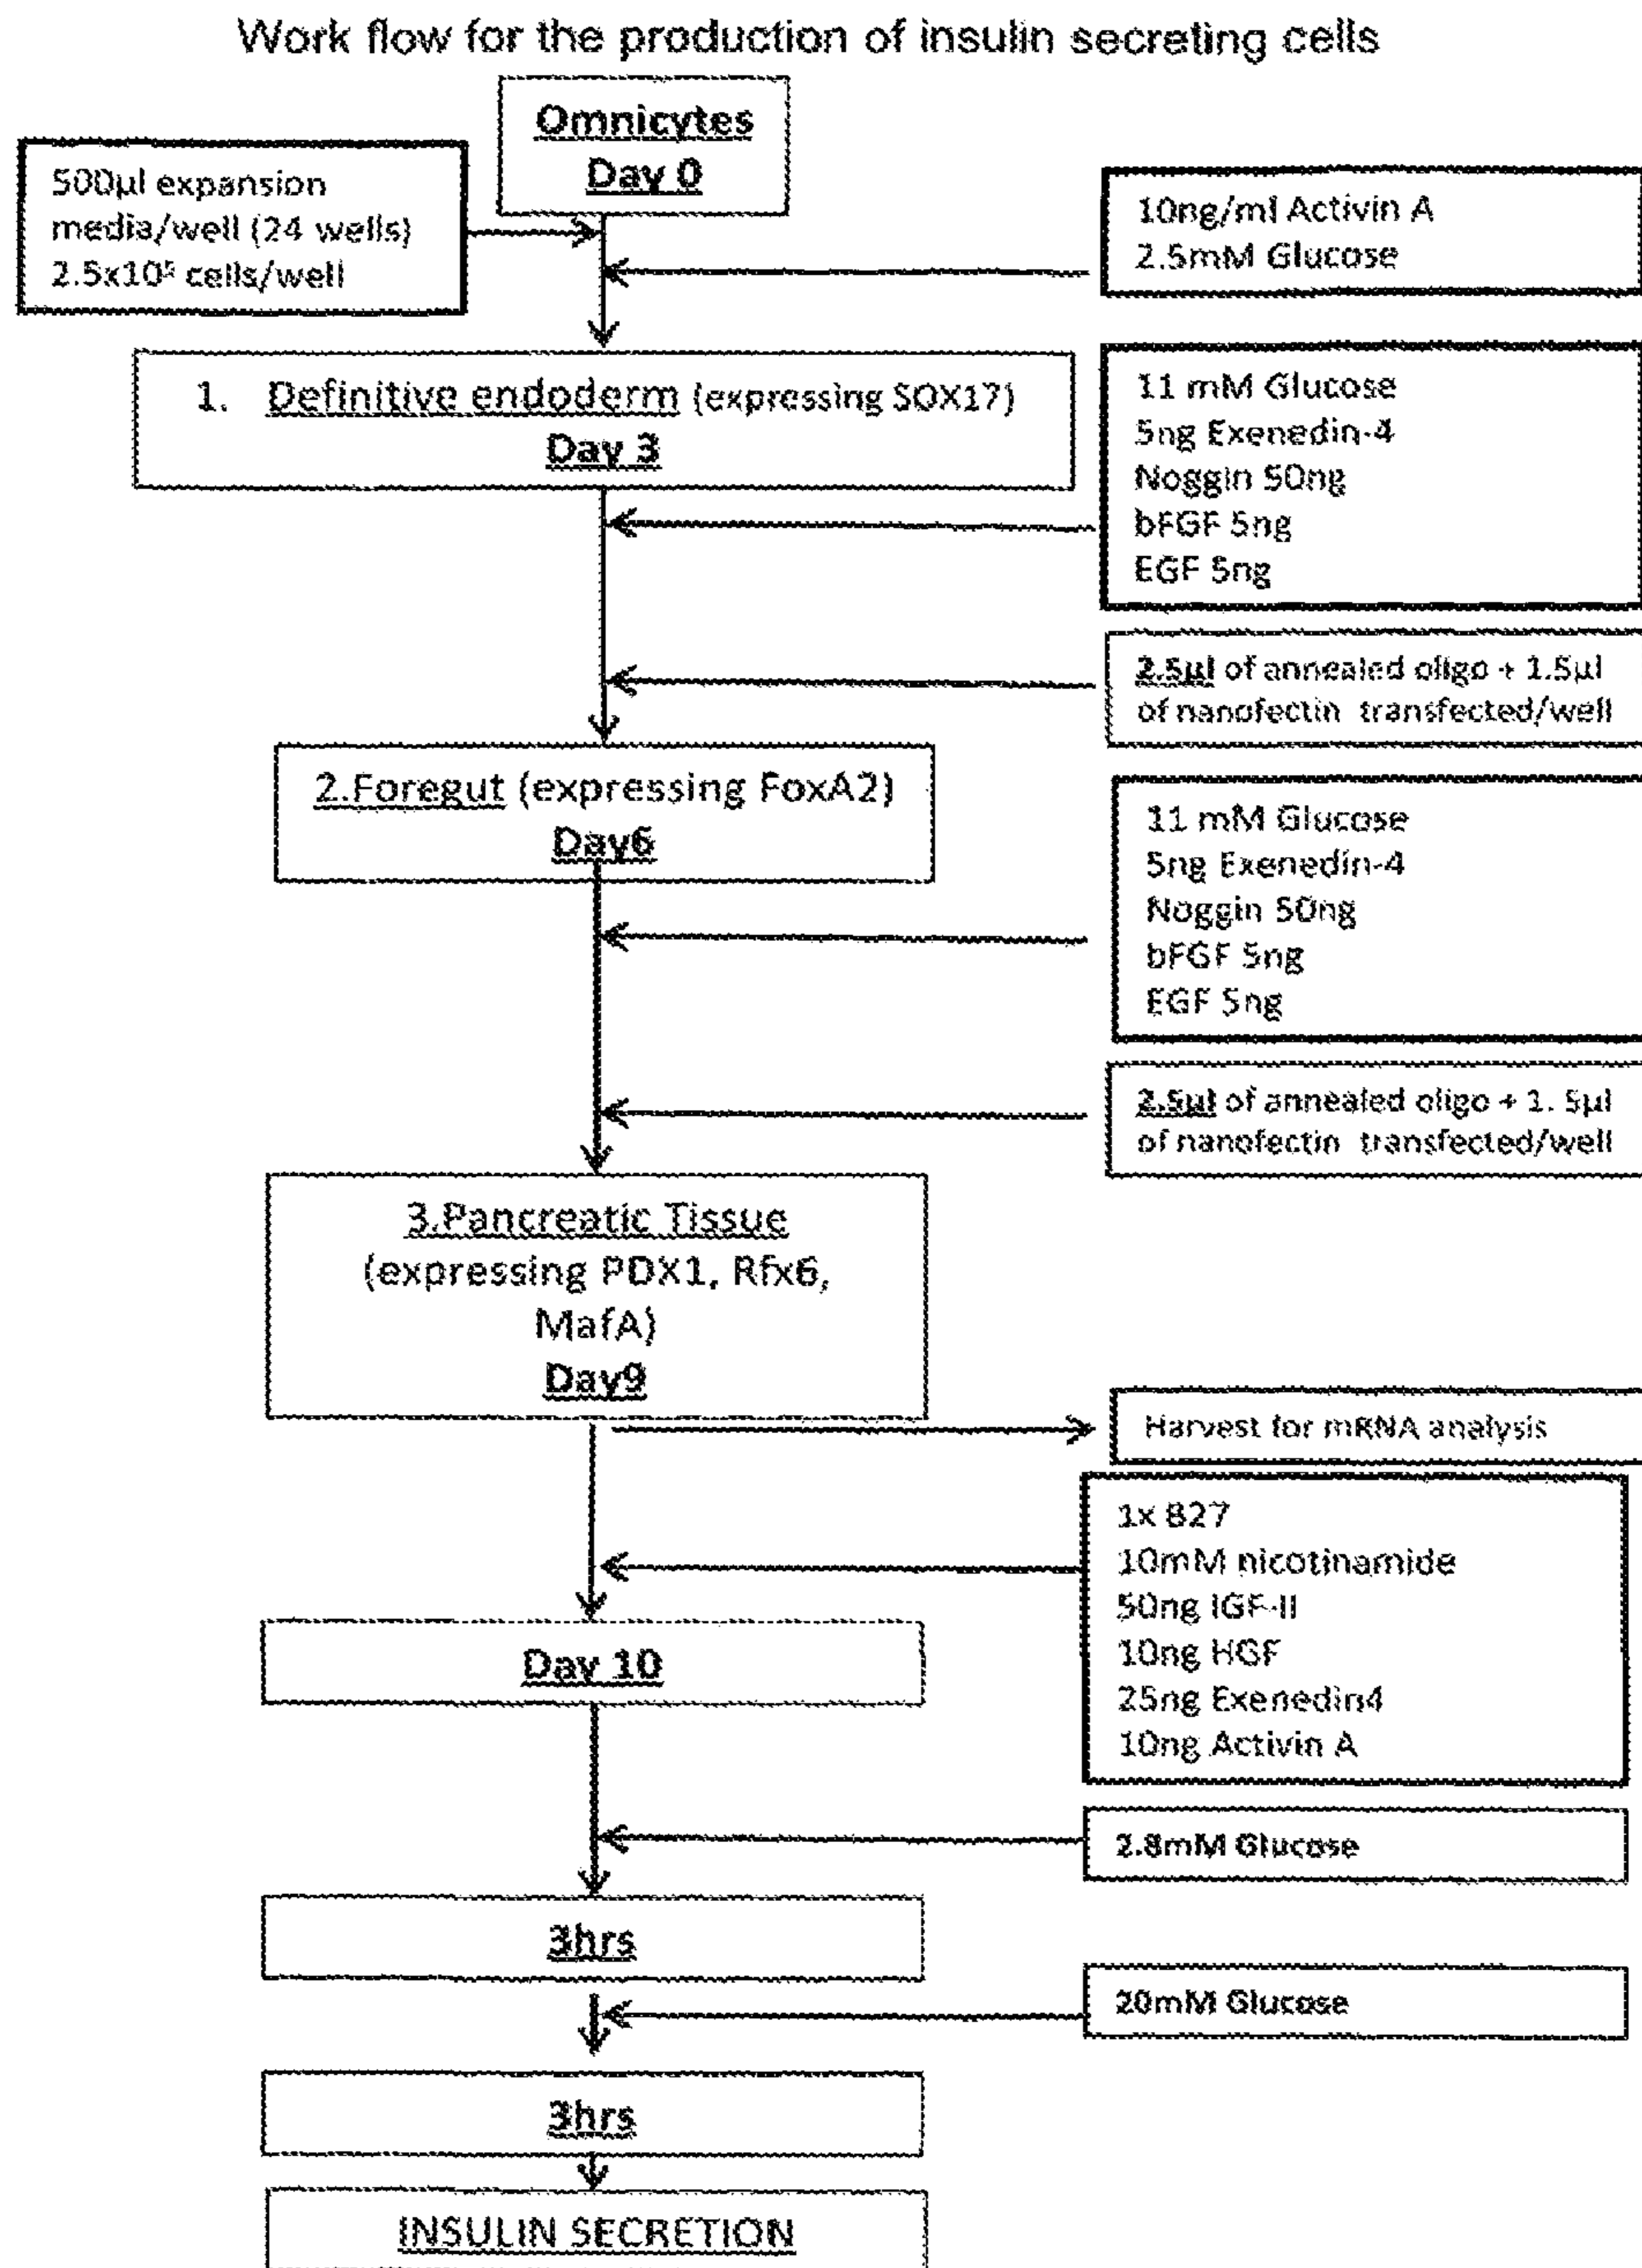 Work flow for the production of insulin secreting cells
Omnicytes
Day 0
500µl expansion
media/well (24 wells)
2.5x10⁵ cells/well
10ng/ml Activin A
2.5mM Glucose
1. Definitive endoderm (expressing SOX17)
Day 3
11 mM Glucose
5ng Exenedin-4
Noggin 50ng
bFGF 5ng
EGF 5ng
2.5µl of annealed oligo + 1.5µl
of nanofectin transfected/well
2.Foregut (expressing FoxA2)
Day6
11 mM Glucose
5ng Exenedin-4
Noggin 50ng
bFGF 5ng
EGF 5ng
2.5µl of annealed oligo + 1. 5µl
of nanofectin transfected/well
3.Pancreatic Tissue
(expressing PDX1, Rfx6,
MafA)
Day9
Harvest for mRNA analysis
1x B27
10mM nicotinamide
50ng IGF-II
10ng HGF
25ng Exenedin4
10ng Activin A
Day 10
2.8mM Glucose
3hrs
20mM Glucose
3hrs
INSULIN SECRETION